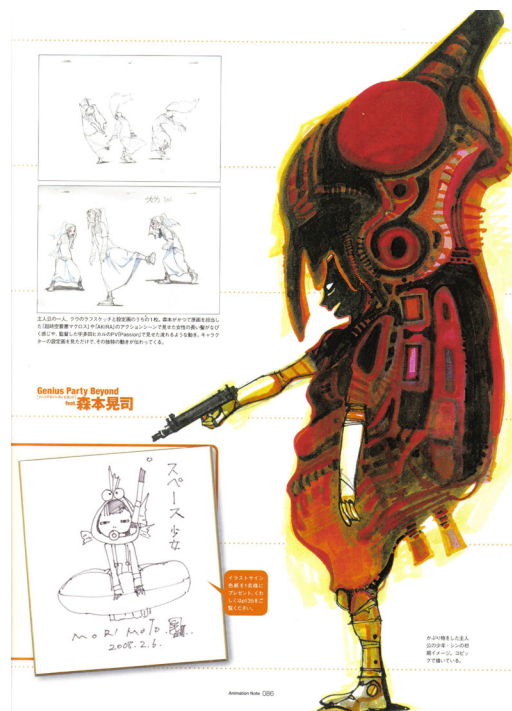 主人公の一人、クウのラフスケッチと設定画のうちの1枚。森本がかつて原画を担当し
た『超時空要塞マクロス』や『AKIRA』のアクションシーンで見せた女性の長い髪がなび
く感じや、監督した宇多田ヒカルのPV『Passion』で見せた流れるような動き。キャラク
ターの設定画を見ただけで、その独特の動きが伝わってくる。
Genius Party Beyond
feat. 森本晃司
スペース少女
MORIMOTO
2008.2.6.
イラストサイン
色紙を1名様に
プレゼント。くわ
しくはp135をご
覧ください。
かぶり物をした主人
公の少年・シンの初
期イメージ。コピッ
クで描いている。
Animation Note 086